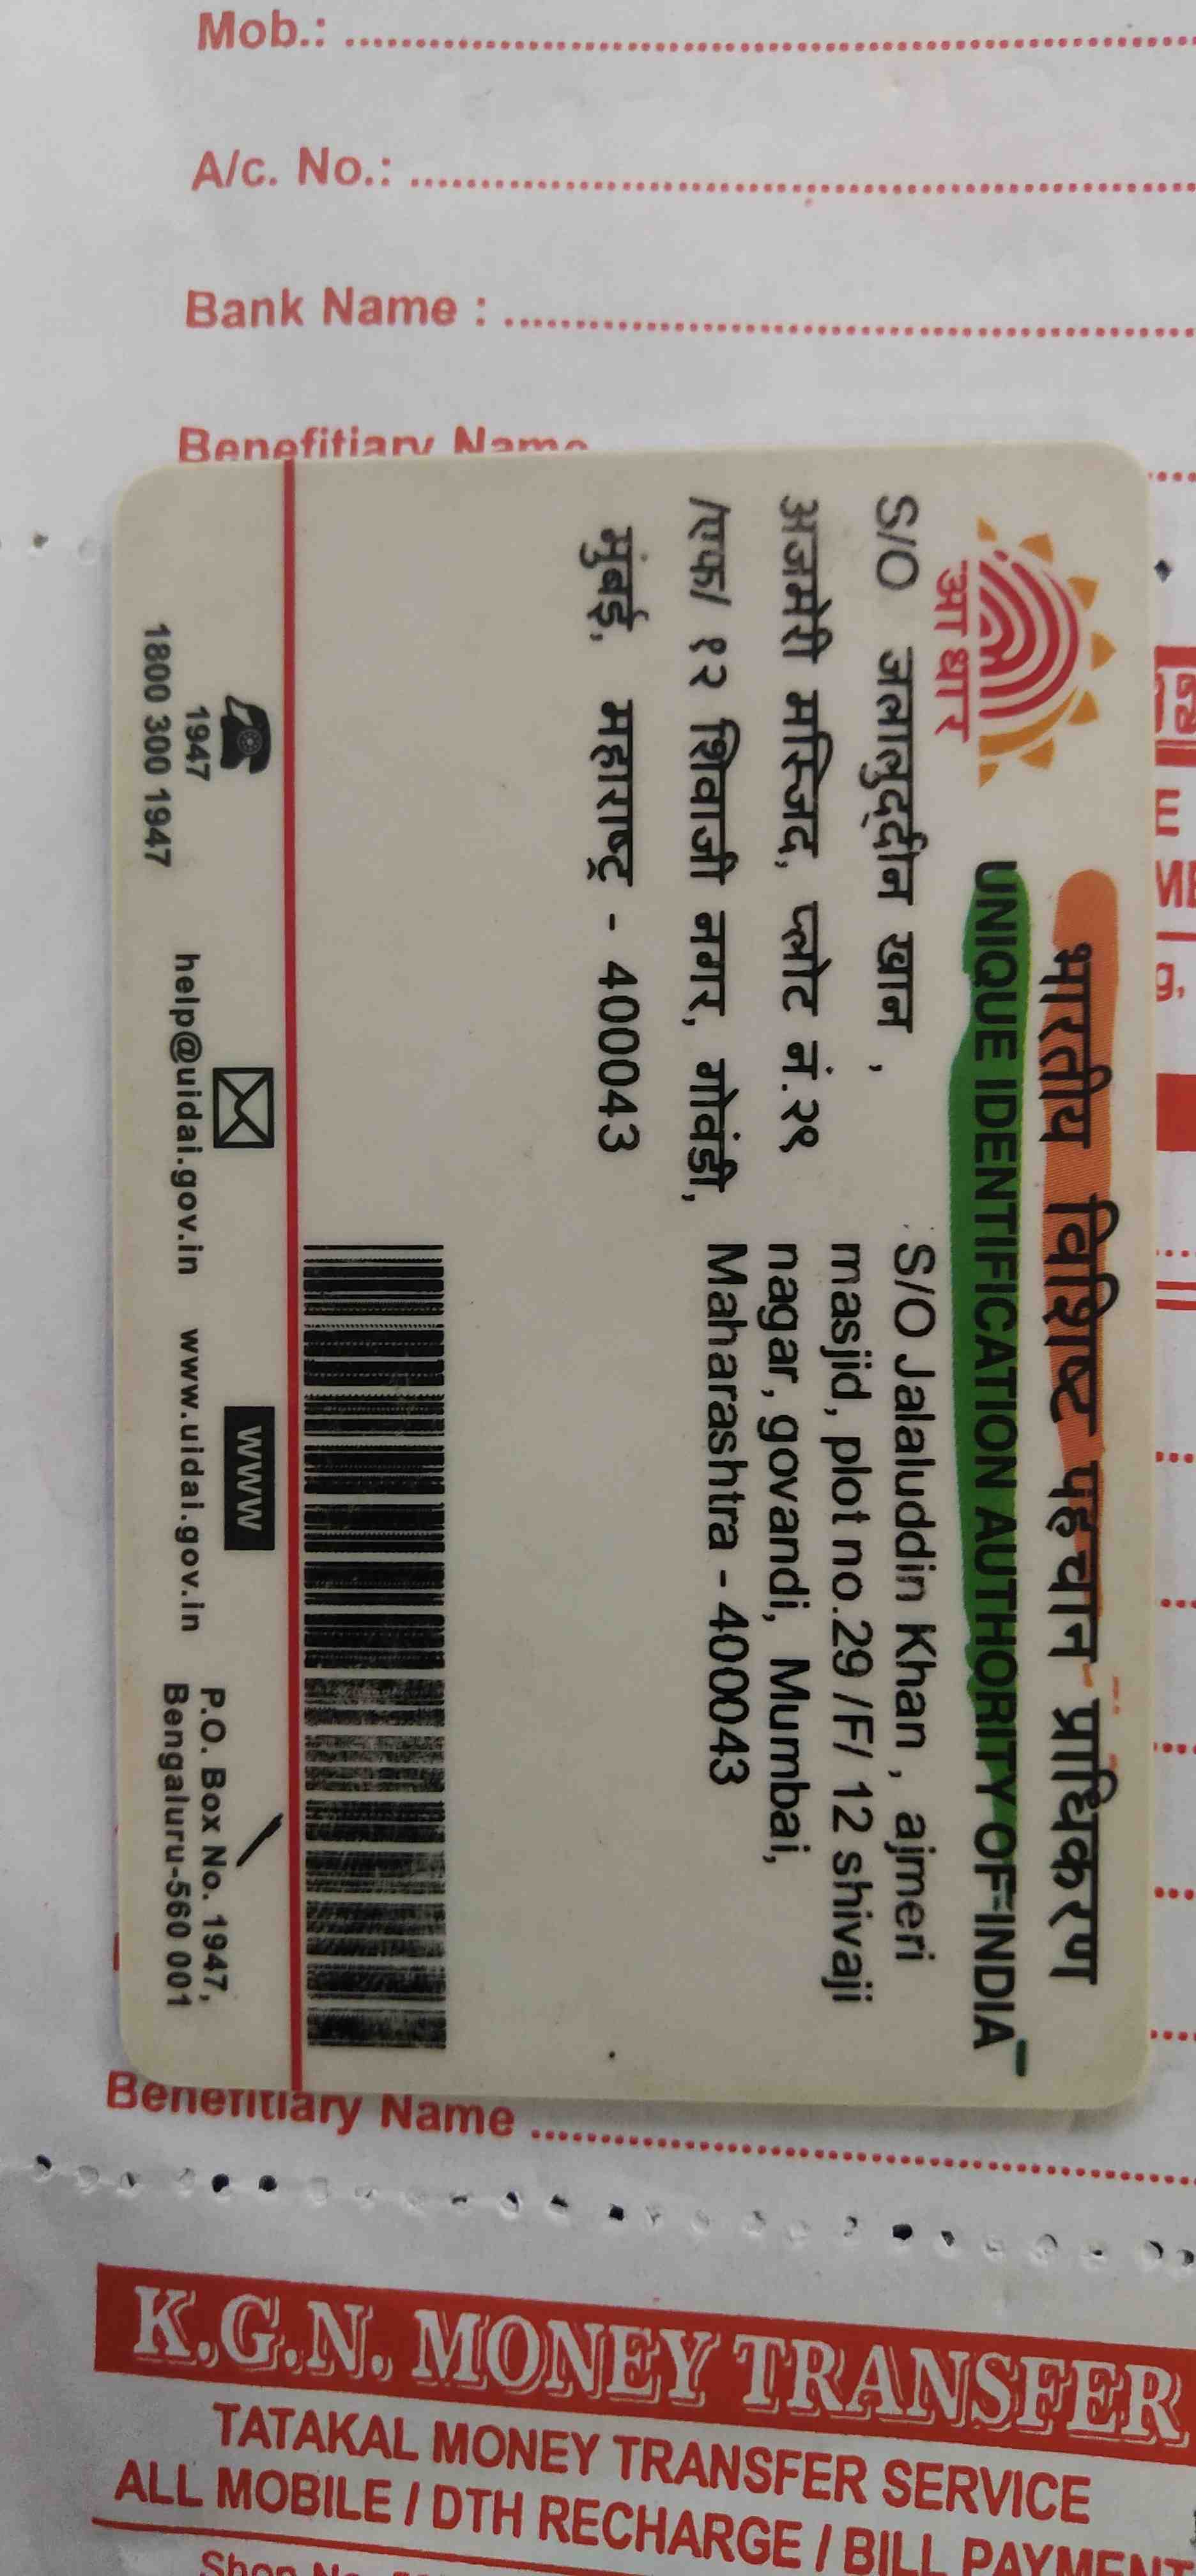 Mob.:
A/c. No.:
Bank Name :
Benefitiary Name
आधार
भारतीय विशिष्ट पहचान प्राधिकरण
UNIQUE IDENTIFICATION AUTHORITY OF INDIA
S/O जलालुद्दीन खान ,
अजमेरी मस्जिद, प्लोट नं.२९
/एफ/ १२ शिवाजी नगर, गोवंडी,
मुंबई, महाराष्ट्र - 400043
S/O Jalaluddin Khan , ajmeri
masjid, plot no.29 /F/ 12 shivaji
nagar, govandi, Mumbai,
Maharashtra - 400043
1947
1800 300 1947
help@uidai.gov.in
www
www.uidai.gov.in
P.O. Box No. 1947,
Bengaluru-560 001
Benefitiary Name
K.G.N. MONEY TRANSFER
TATAKAL MONEY TRANSFER SERVICE
ALL MOBILE / DTH RECHARGE / BILL PAYMENT
Shop No.